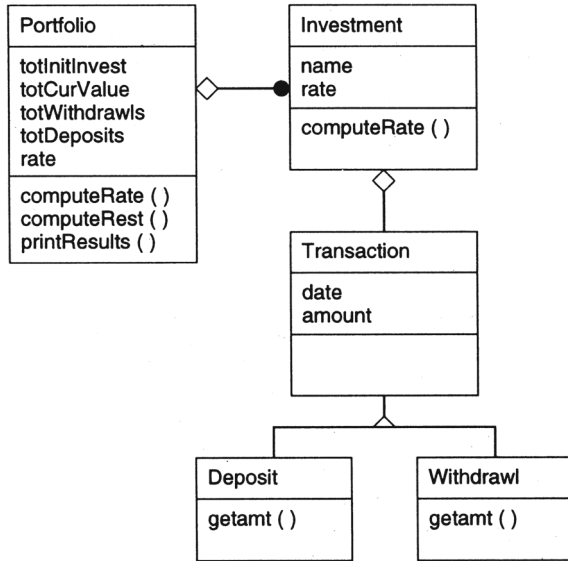 Portfolio
totInitInvest
totCurValue
totWithdrawls
totDeposits
rate
computeRate ( )
computeRest ( )
printResults ( )
Investment
name
rate
computeRate ( )
Transaction
date
amount
Deposit
getamt ( )
Withdrawl
getamt ( )